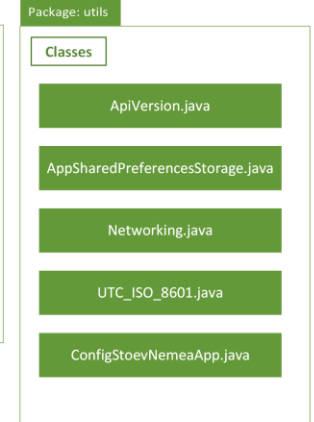 Package: utils
Classes
ApiVersion.java
AppSharedPreferencesStorage.java
Networking.java
UTC_ISO_8601.java
ConfigStoevNemeaApp.java